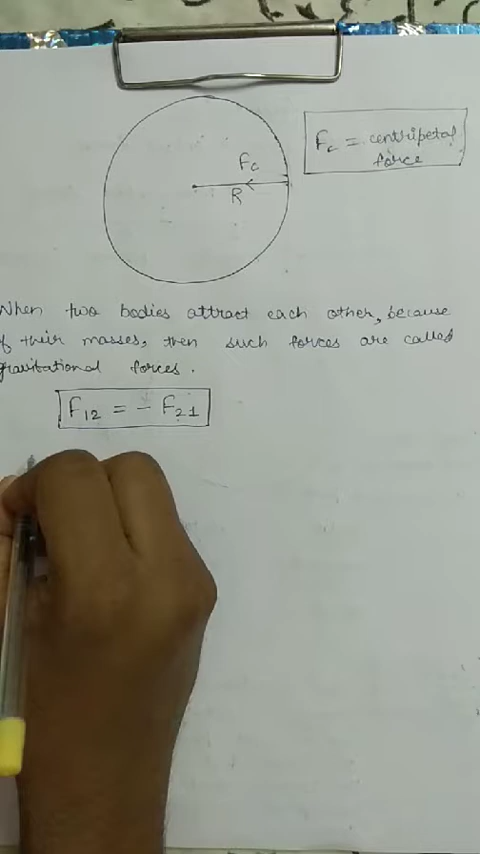 Fc = centripetal
force
Fc
R
When two bodies attract each other, because
of their masses, then such forces are called
gravitational forces.
F12 = - F21